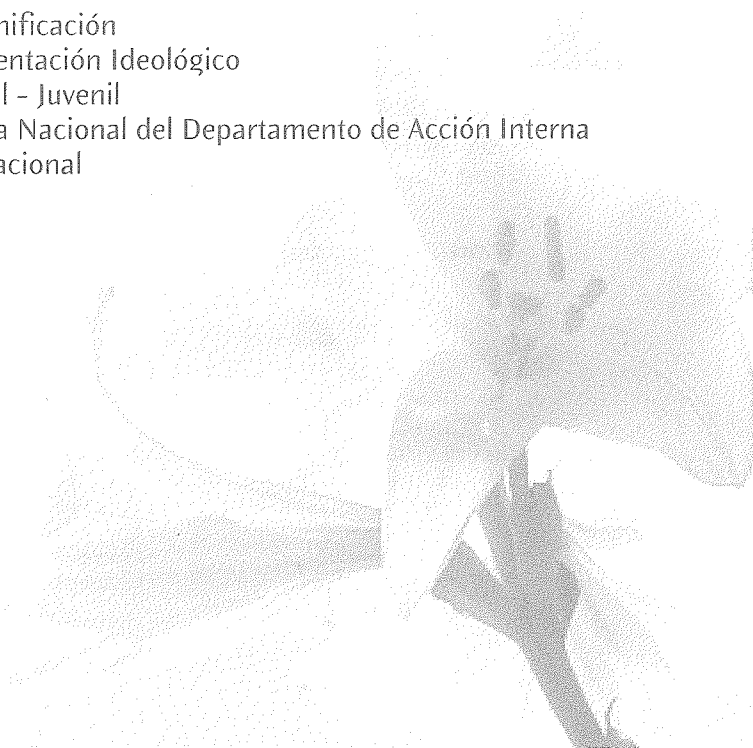 nificación
entación Ideológico
l - Juvenil
a Nacional del Departamento de Acción Interna
acional